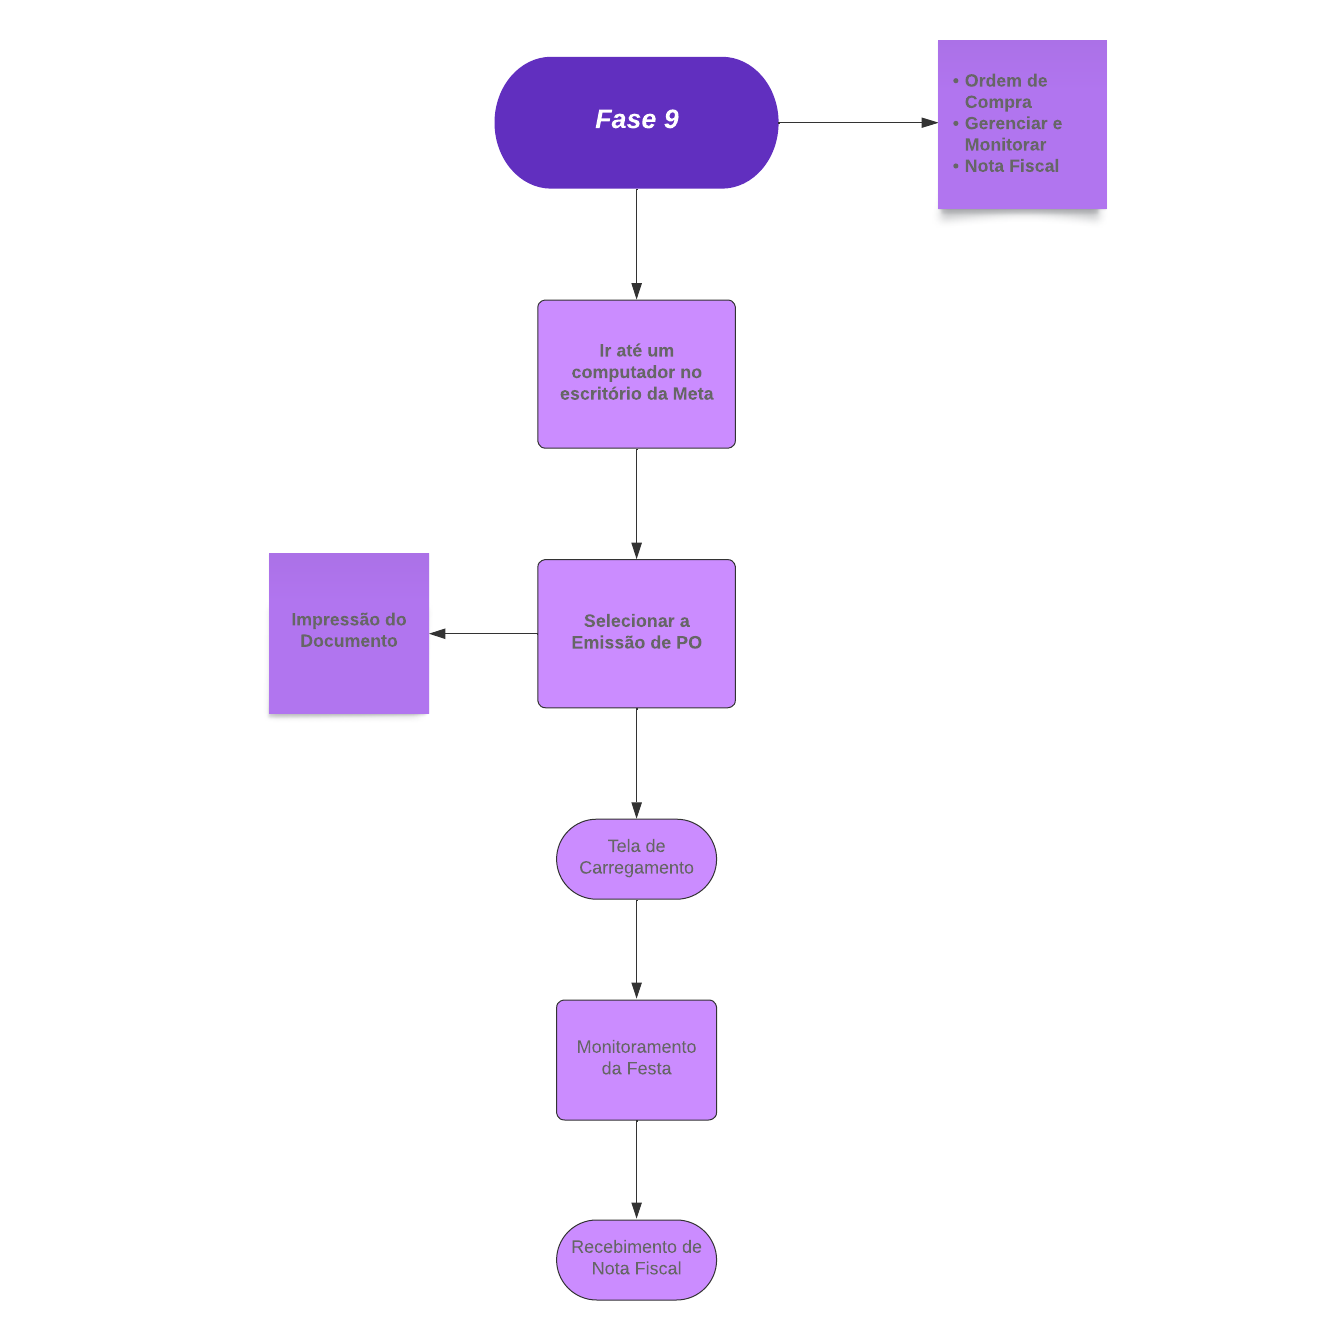 Fase 9
• Ordem de
Compra
• Gerenciar e
Monitorar
• Nota Fiscal
Ir até um
computador no
escritório da Meta
Impressão do
Documento
Selecionar a
Emissão de PO
Tela de
Carregamento
Monitoramento
da Festa
Recebimento de
Nota Fiscal